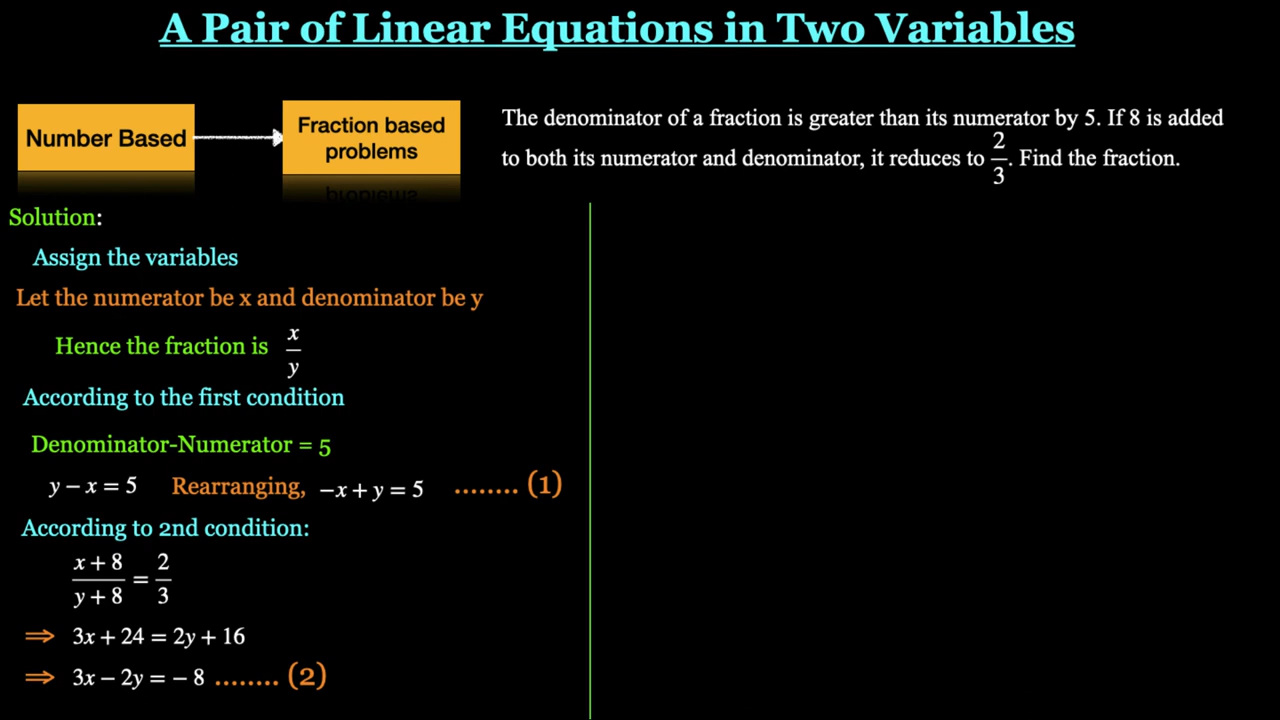 A Pair of Linear Equations in Two Variables
Number Based
Fraction based
problems
The denominator of a fraction is greater than its numerator by 5. If 8 is added
to both its numerator and denominator, it reduces to 2/3. Find the fraction.
Solution:
Assign the variables
Let the numerator be x and denominator be y
Hence the fraction is x/y
According to the first condition
Denominator-Numerator = 5
y − x = 5 Rearranging, −x + y = 5 ........ (1)
According to 2nd condition:
(x + 8)/(y + 8) = 2/3
⇒ 3x + 24 = 2y + 16
⇒ 3x − 2y = − 8 ........ (2)